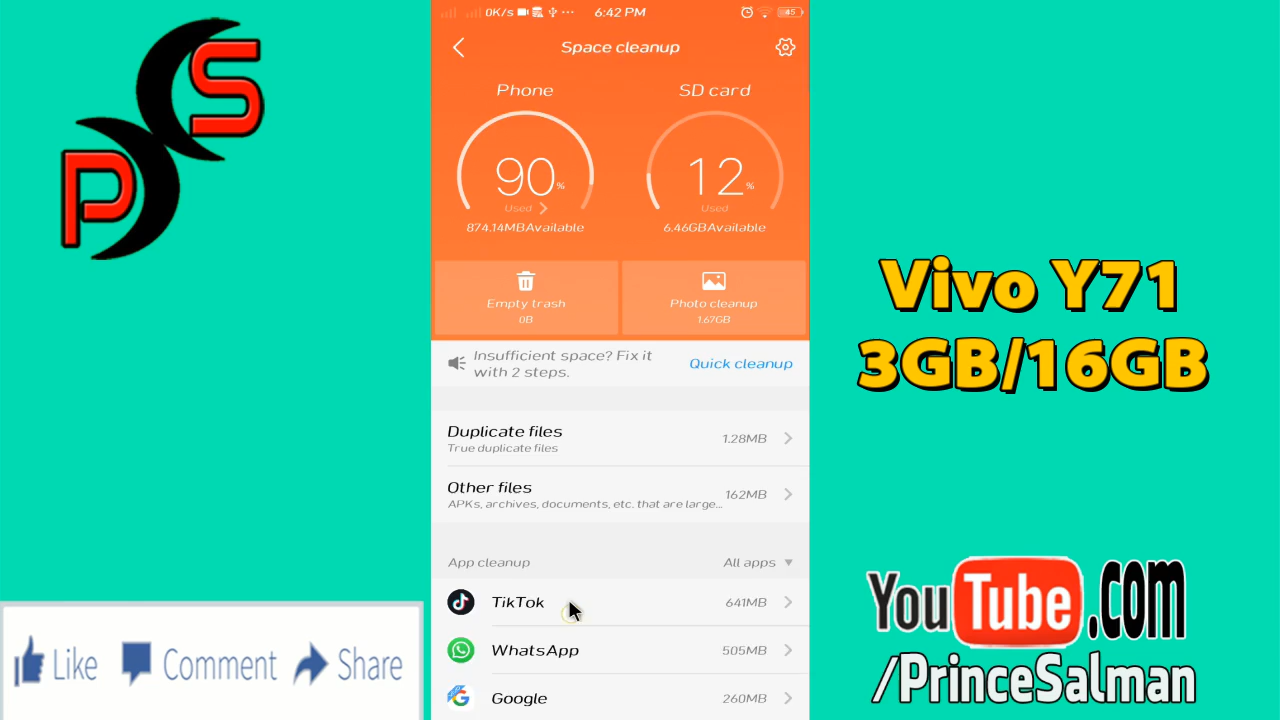 P S
0K/s ... 6:42 PM 45
Space cleanup
Phone
SD card
90%
Used
874.14MBAvailable
12%
Used
6.46GBAvailable
Empty trash
0B
Photo cleanup
1.67GB
Insufficient space? Fix it
with 2 steps.
Quick cleanup
Duplicate files
True duplicate files
1.28MB
Other files
APKs, archives, documents, etc. that are large...
162MB
App cleanup
All apps
TikTok
641MB
WhatsApp
505MB
Google
260MB
Vivo Y71
3GB/16GB
Like Comment Share
YouTube.com
/PrinceSalman